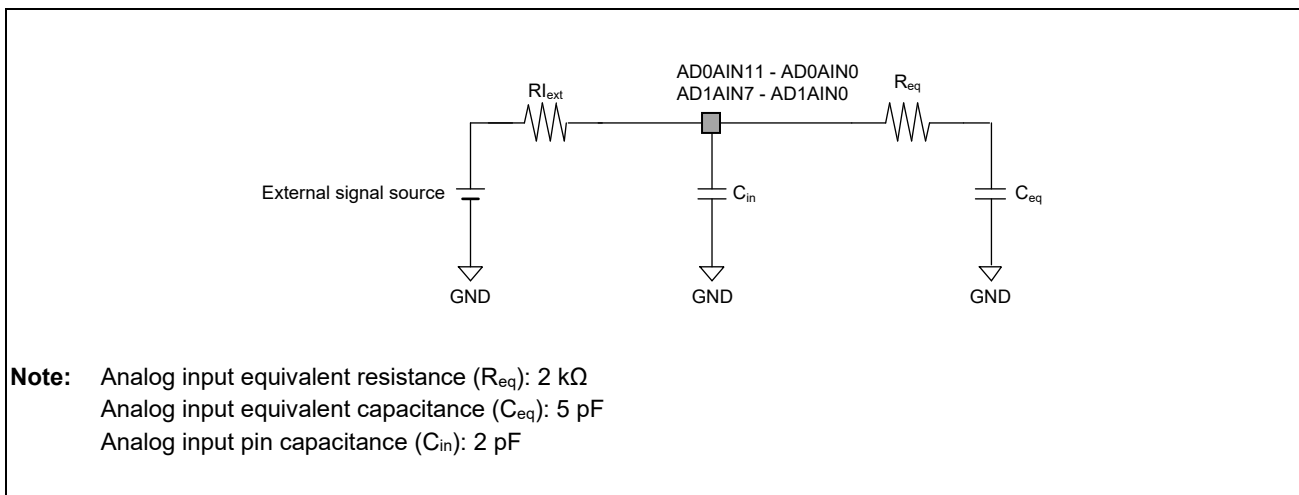 AD0AIN11 - AD0AIN0
AD1AIN7 - AD1AIN0
RIext
Req
External signal source
Cin
Ceq
GND
GND
GND
Note: Analog input equivalent resistance (Req): 2 kΩ
Analog input equivalent capacitance (Ceq): 5 pF
Analog input pin capacitance (Cin): 2 pF